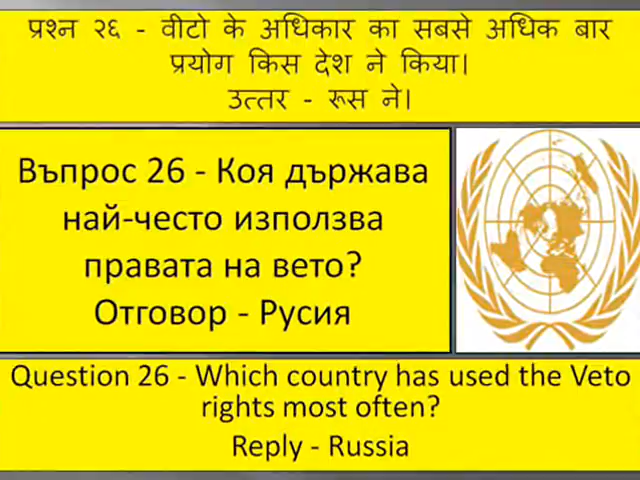 प्रश्न २६ - वीटो के अधिकार का सबसे अधिक बार
प्रयोग किस देश ने किया।
उत्तर - रूस ने।
Въпрос 26 - Коя държава
най-често използва
правата на вето?
Отговор - Русия
Question 26 - Which country has used the Veto
rights most often?
Reply - Russia